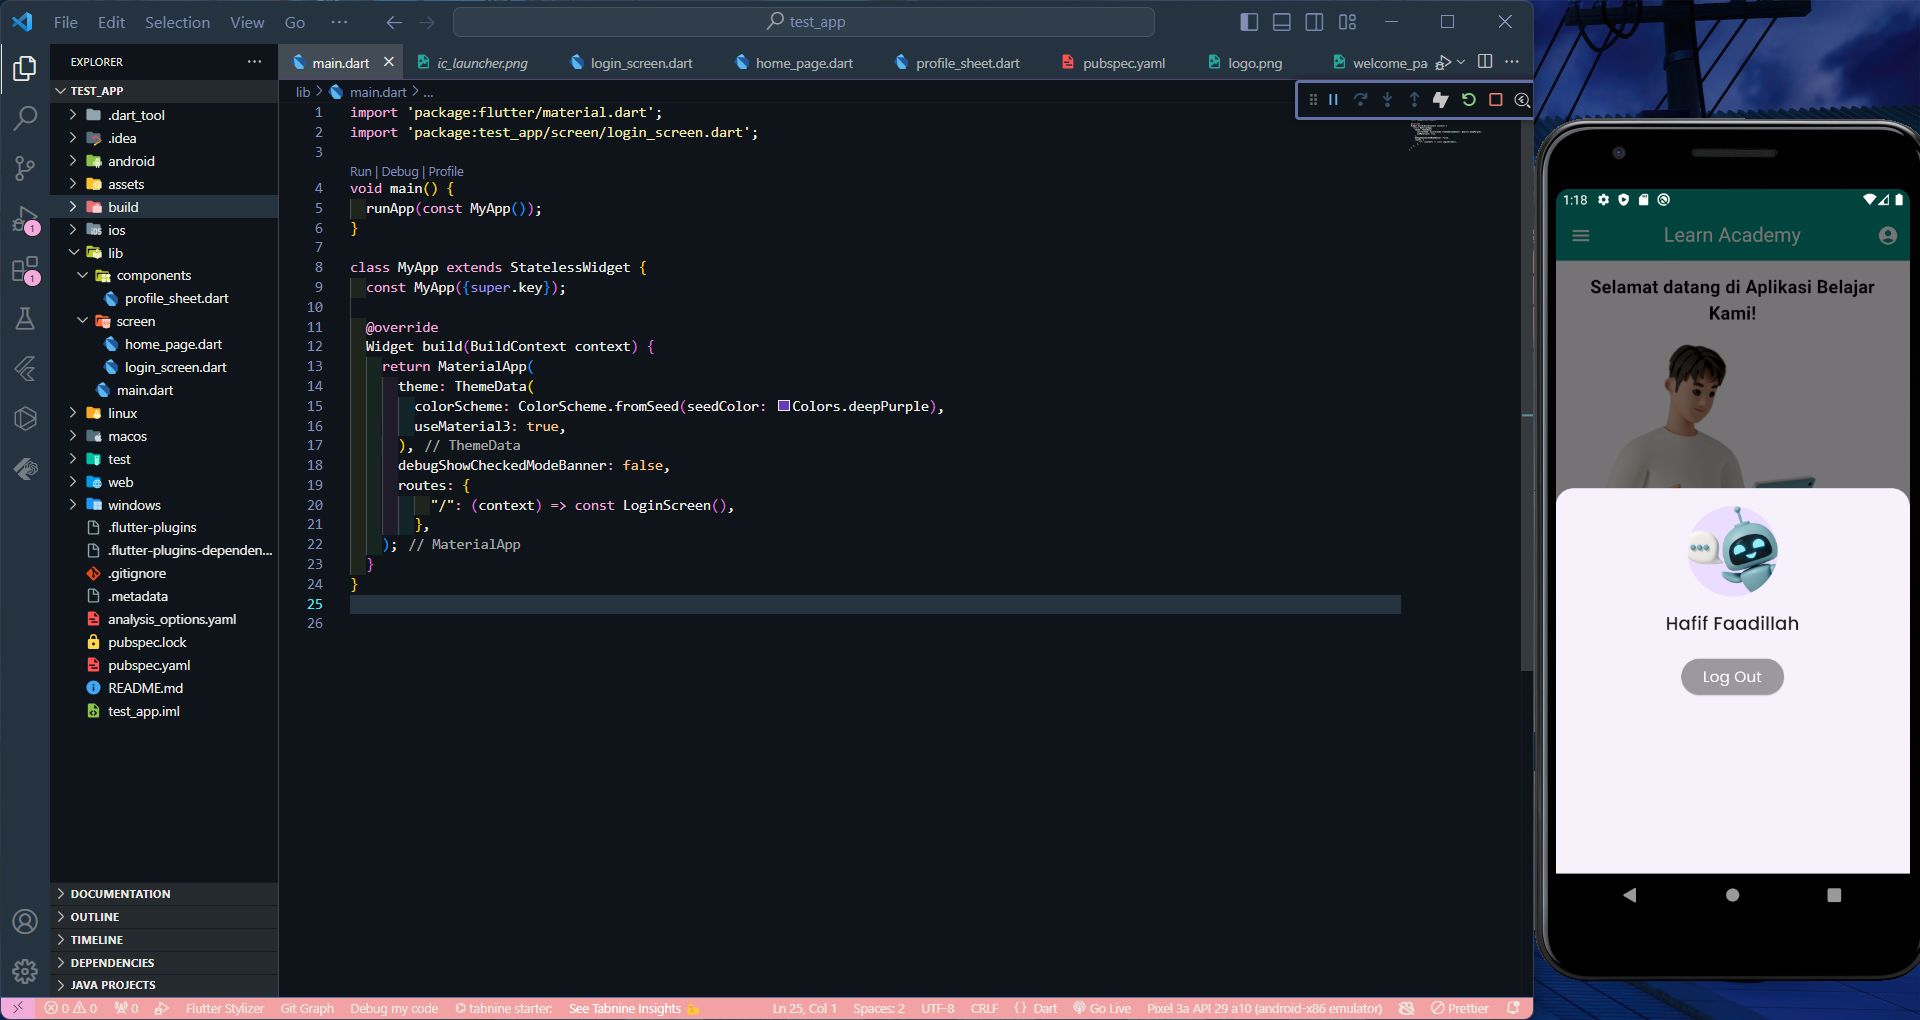 File Edit Selection View Go ···
test_app
EXPLORER
TEST_APP
.dart_tool
.idea
android
assets
build
ios
lib
components
profile_sheet.dart
screen
home_page.dart
login_screen.dart
main.dart
linux
macos
test
web
windows
.flutter-plugins
.flutter-plugins-dependen...
.gitignore
.metadata
analysis_options.yaml
pubspec.lock
pubspec.yaml
README.md
test_app.iml
DOCUMENTATION
OUTLINE
TIMELINE
DEPENDENCIES
JAVA PROJECTS
main.dart
ic_launcher.png
login_screen.dart
home_page.dart
profile_sheet.dart
pubspec.yaml
logo.png
welcome_pa
lib > main.dart > ...
1 import 'package:flutter/material.dart';
2 import 'package:test_app/screen/login_screen.dart';
3
Run | Debug | Profile
4 void main() {
5 runApp(const MyApp());
6 }
7
8 class MyApp extends StatelessWidget {
9 const MyApp({super.key});
10
11 @override
12 Widget build(BuildContext context) {
13 return MaterialApp(
14 theme: ThemeData(
15 colorScheme: ColorScheme.fromSeed(seedColor: Colors.deepPurple),
16 useMaterial3: true,
17 ), // ThemeData
18 debugShowCheckedModeBanner: false,
19 routes: {
20 "/": (context) => const LoginScreen(),
21 },
22 ); // MaterialApp
23 }
24 }
25
26
1:18
Learn Academy
Selamat datang di Aplikasi Belajar
Kami!
Hafif Faadillah
Log Out
1
1
0 0 0 Flutter Stylizer Git Graph Debug my code tabnine starter: See Tabnine Insights Ln 25, Col 1 Spaces: 2 UTF-8 CRLF {} Dart Go Live Pixel 3a API 29 a10 (android-x86 emulator) Prettier